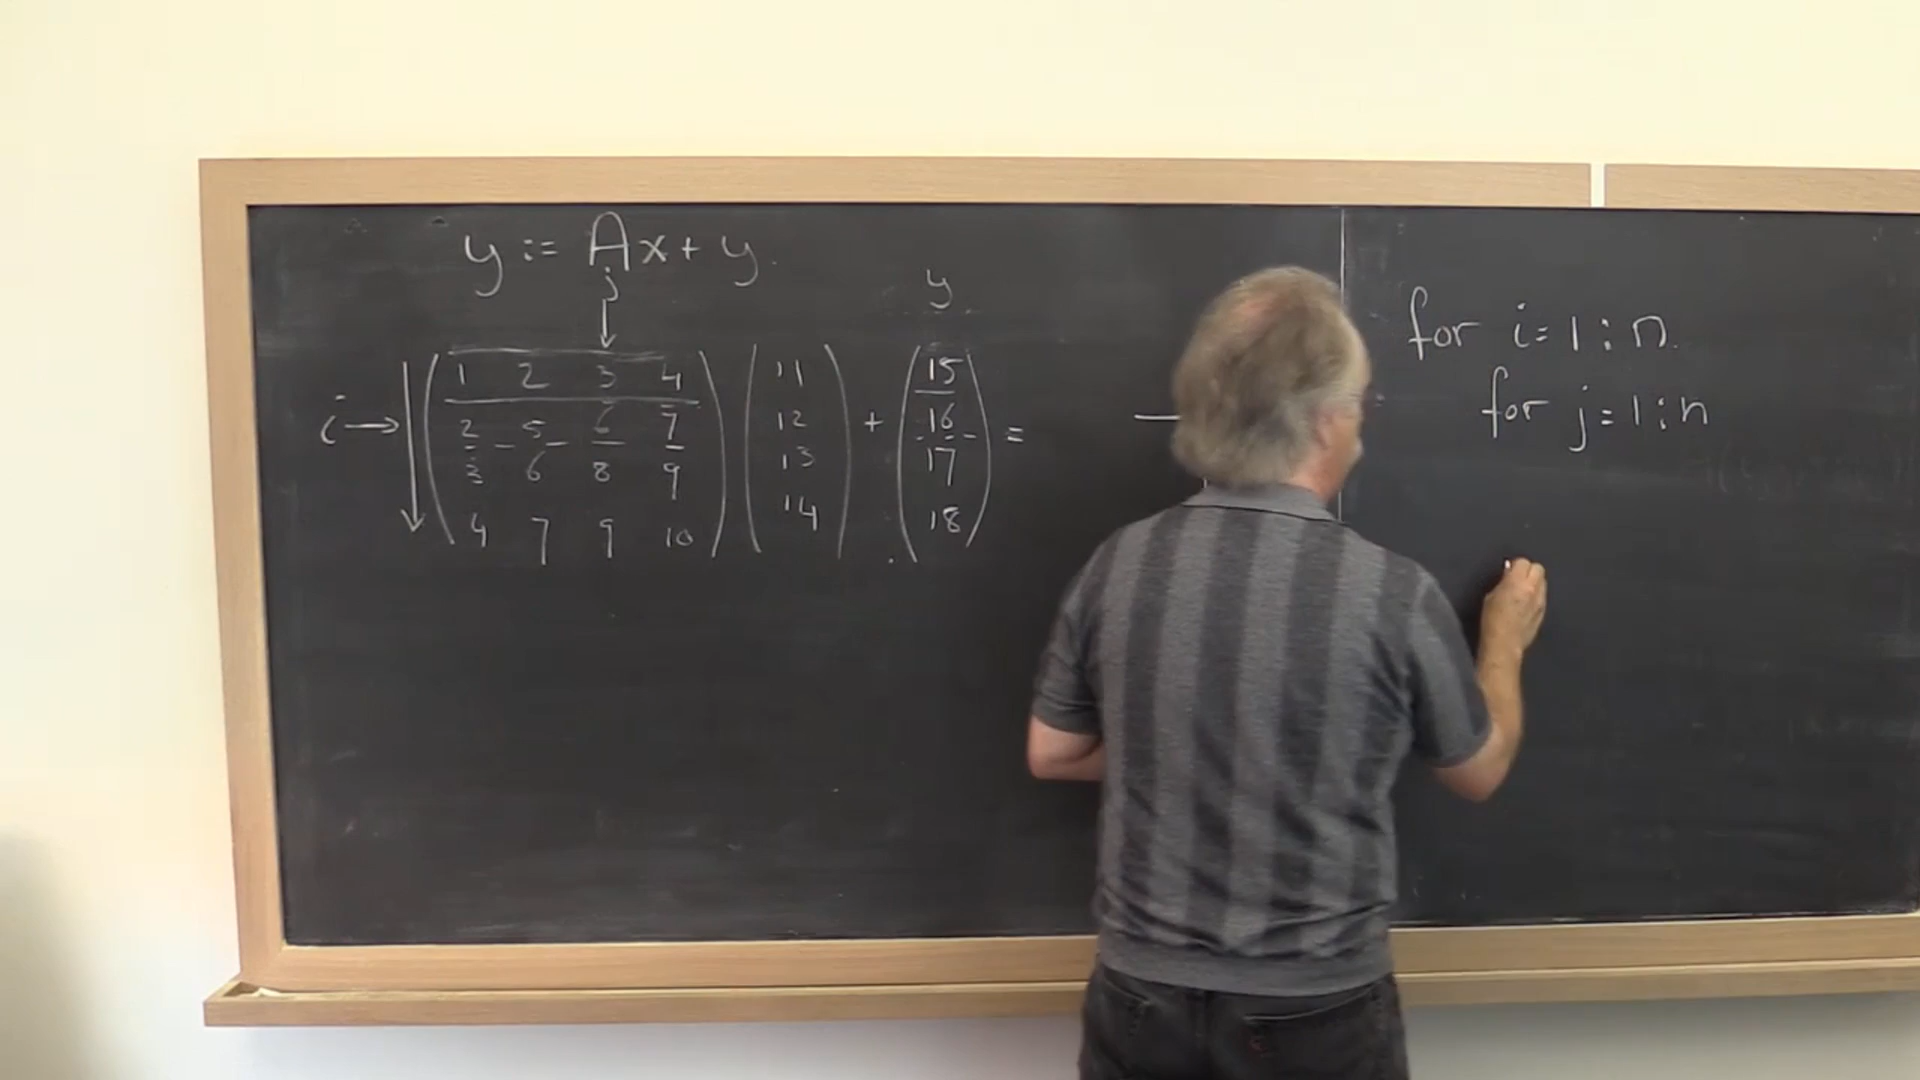 y := Ax + y
j y
1 2 3 4 11 15
i → 2 5 6 7 12 + 16 =
3 6 8 9 13 17
4 7 9 10 14 18
for i = 1 : n
for j = 1 : n